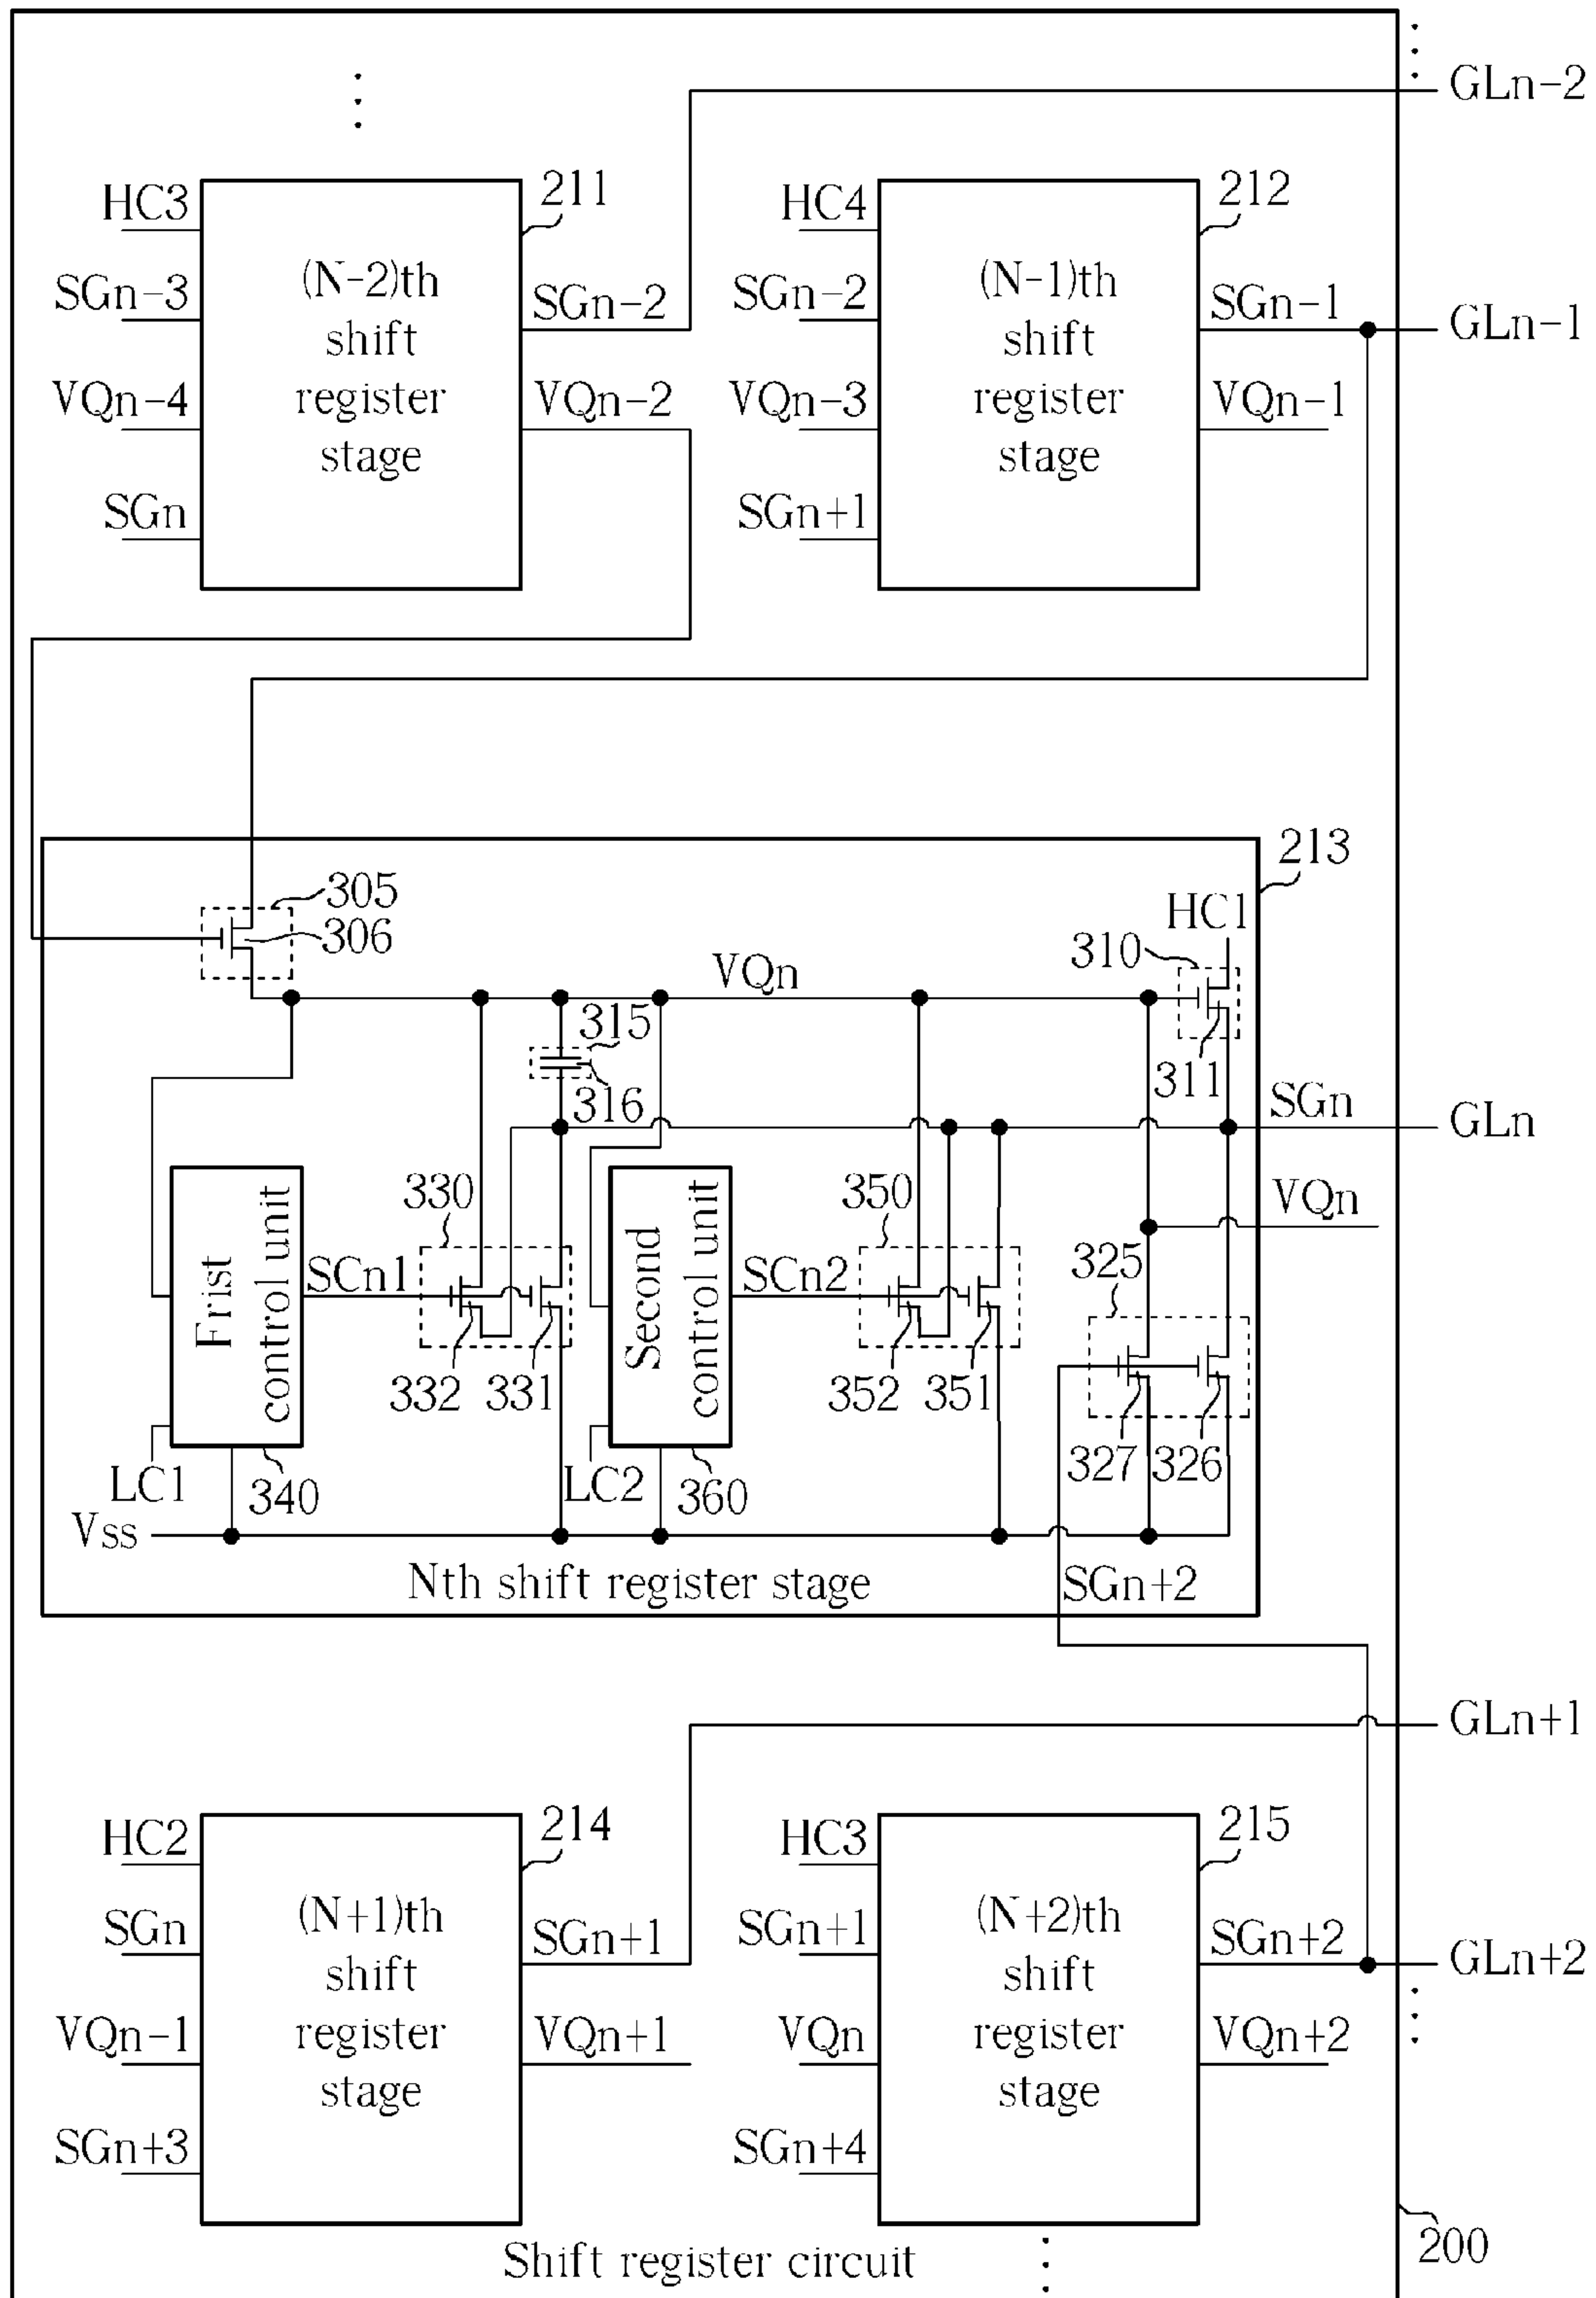 GLn-2
HC3
211
(N-2)th
shift
register
stage
SGn-3
SGn-2
VQn-4
VQn-2
SGn
HC4
212
(N-1)th
shift
register
stage
SGn-2
SGn-1
GLn-1
VQn-3
VQn-1
SGn+1
213
305
306
HC1
310
311
VQn
315
316
SGn
GLn
VQn
330
350
325
Frist
control unit
SCn1
Second
control unit
SCn2
332
331
352
351
327
326
LC1
340
LC2
360
Vss
Nth shift register stage
SGn+2
GLn+1
HC2
214
(N+1)th
shift
register
stage
SGn
SGn+1
VQn-1
VQn+1
SGn+3
HC3
215
(N+2)th
shift
register
stage
SGn+1
SGn+2
GLn+2
VQn
VQn+2
SGn+4
Shift register circuit
200